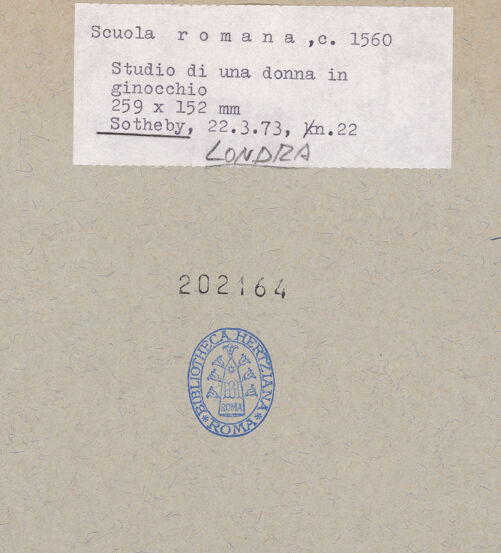 Scuola romana, c. 1560
Studio di una donna in
ginocchio
259 x 152 mm
Sotheby, 22.3.73, n.22
LONDRA
202164
BIBLIOTHECA HERTZIANA
ROMA
ROMA